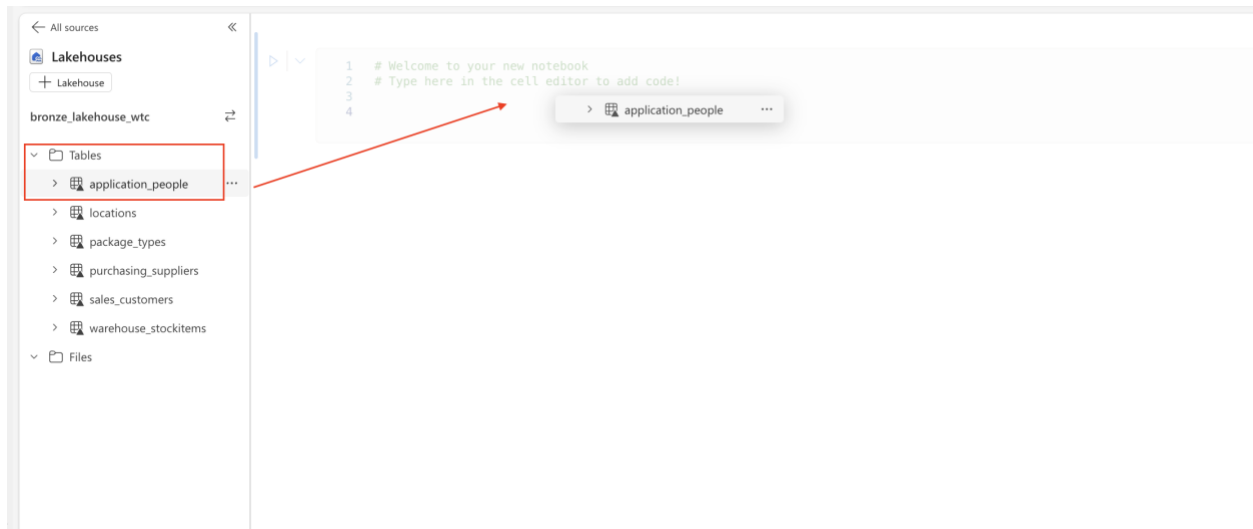 All sources
Lakehouses
Lakehouse
bronze_lakehouse_wtc
Tables
application_people
locations
package_types
purchasing_suppliers
sales_customers
warehouse_stockitems
Files
1 # Welcome to your new notebook
2 # Type here in the cell editor to add code!
3
4
application_people